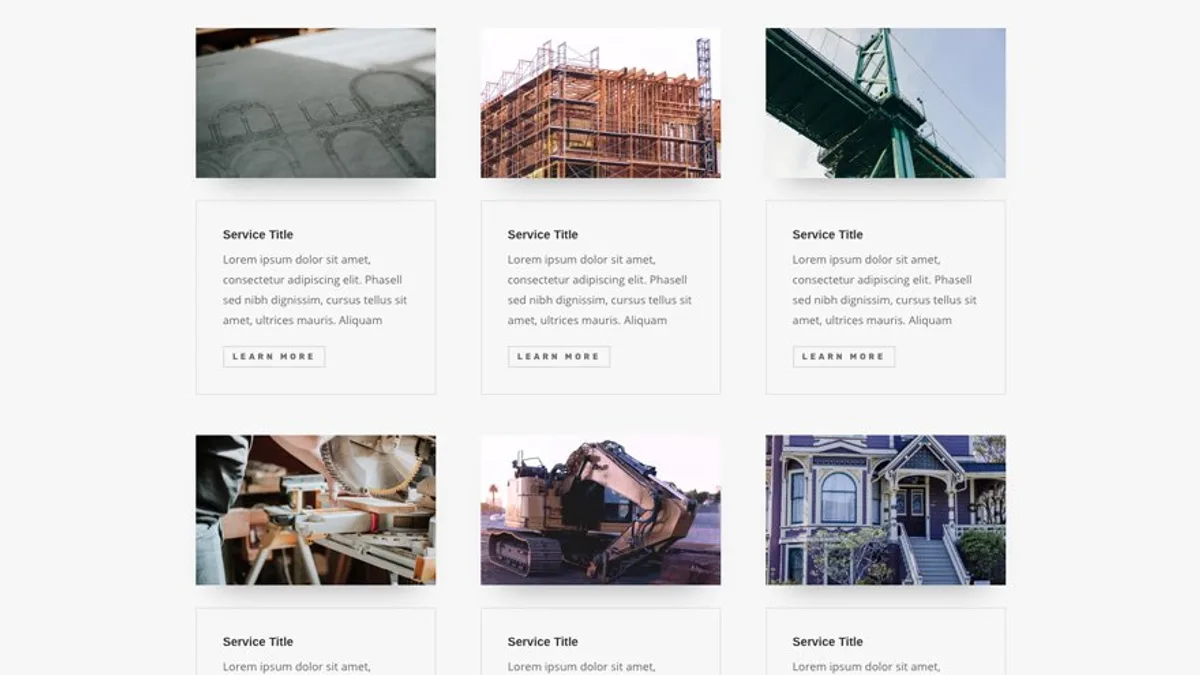 Service Title
Lorem ipsum dolor sit amet,
consectetur adipiscing elit. Phasell
sed nibh dignissim, cursus tellus sit
amet, ultrices mauris. Aliquam
LEARN MORE
Service Title
Lorem ipsum dolor sit amet,
consectetur adipiscing elit. Phasell
sed nibh dignissim, cursus tellus sit
amet, ultrices mauris. Aliquam
LEARN MORE
Service Title
Lorem ipsum dolor sit amet,
consectetur adipiscing elit. Phasell
sed nibh dignissim, cursus tellus sit
amet, ultrices mauris. Aliquam
LEARN MORE
Service Title
Lorem ipsum dolor sit amet,
Service Title
Lorem ipsum dolor sit amet,
Service Title
Lorem ipsum dolor sit amet,